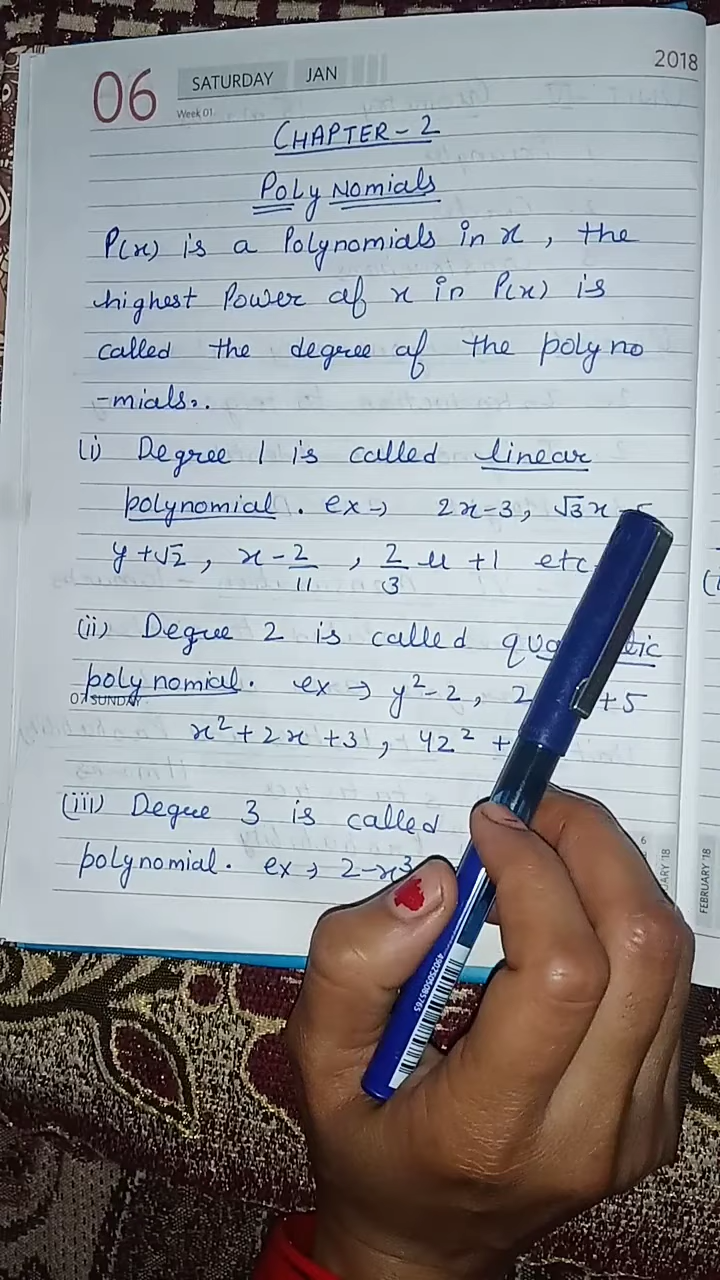 06 SATURDAY JAN 2018
Week 01
CHAPTER-2
Poly Nomials
P(x) is a Polynomials in x, the
highest Power of x in P(x) is
called the degree of the polyno
-mials..
(i) Degree 1 is called linear
polynomial. ex→ 2x-3, √3x-5
y+√2, x-2/11, 2/3 u +1 etc.
(ii) Degree 2 is called
polynomial. ex→ y²-2, 2 +5
07 SUNDAY
x²+2x+3, 4z² +
(iii) Degree 3 is called
polynomial. ex→ 2-x³
4902505085765
FEBRUARY '18